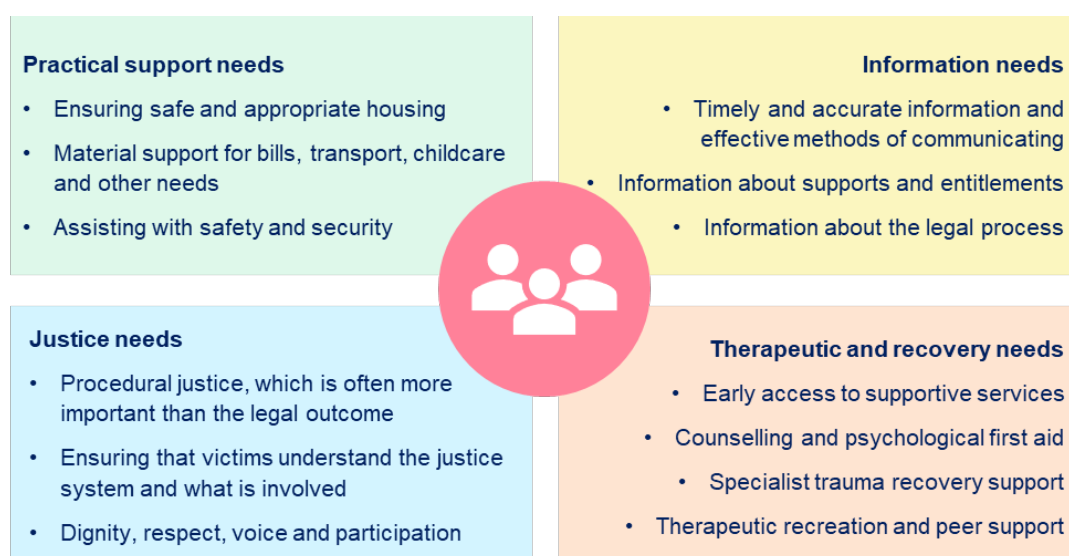 Practical support needs
• Ensuring safe and appropriate housing
• Material support for bills, transport, childcare
and other needs
• Assisting with safety and security
Information needs
• Timely and accurate information and
effective methods of communicating
• Information about supports and entitlements
• Information about the legal process
Justice needs
• Procedural justice, which is often more
important than the legal outcome
• Ensuring that victims understand the justice
system and what is involved
• Dignity, respect, voice and participation
Therapeutic and recovery needs
• Early access to supportive services
• Counselling and psychological first aid
• Specialist trauma recovery support
• Therapeutic recreation and peer support